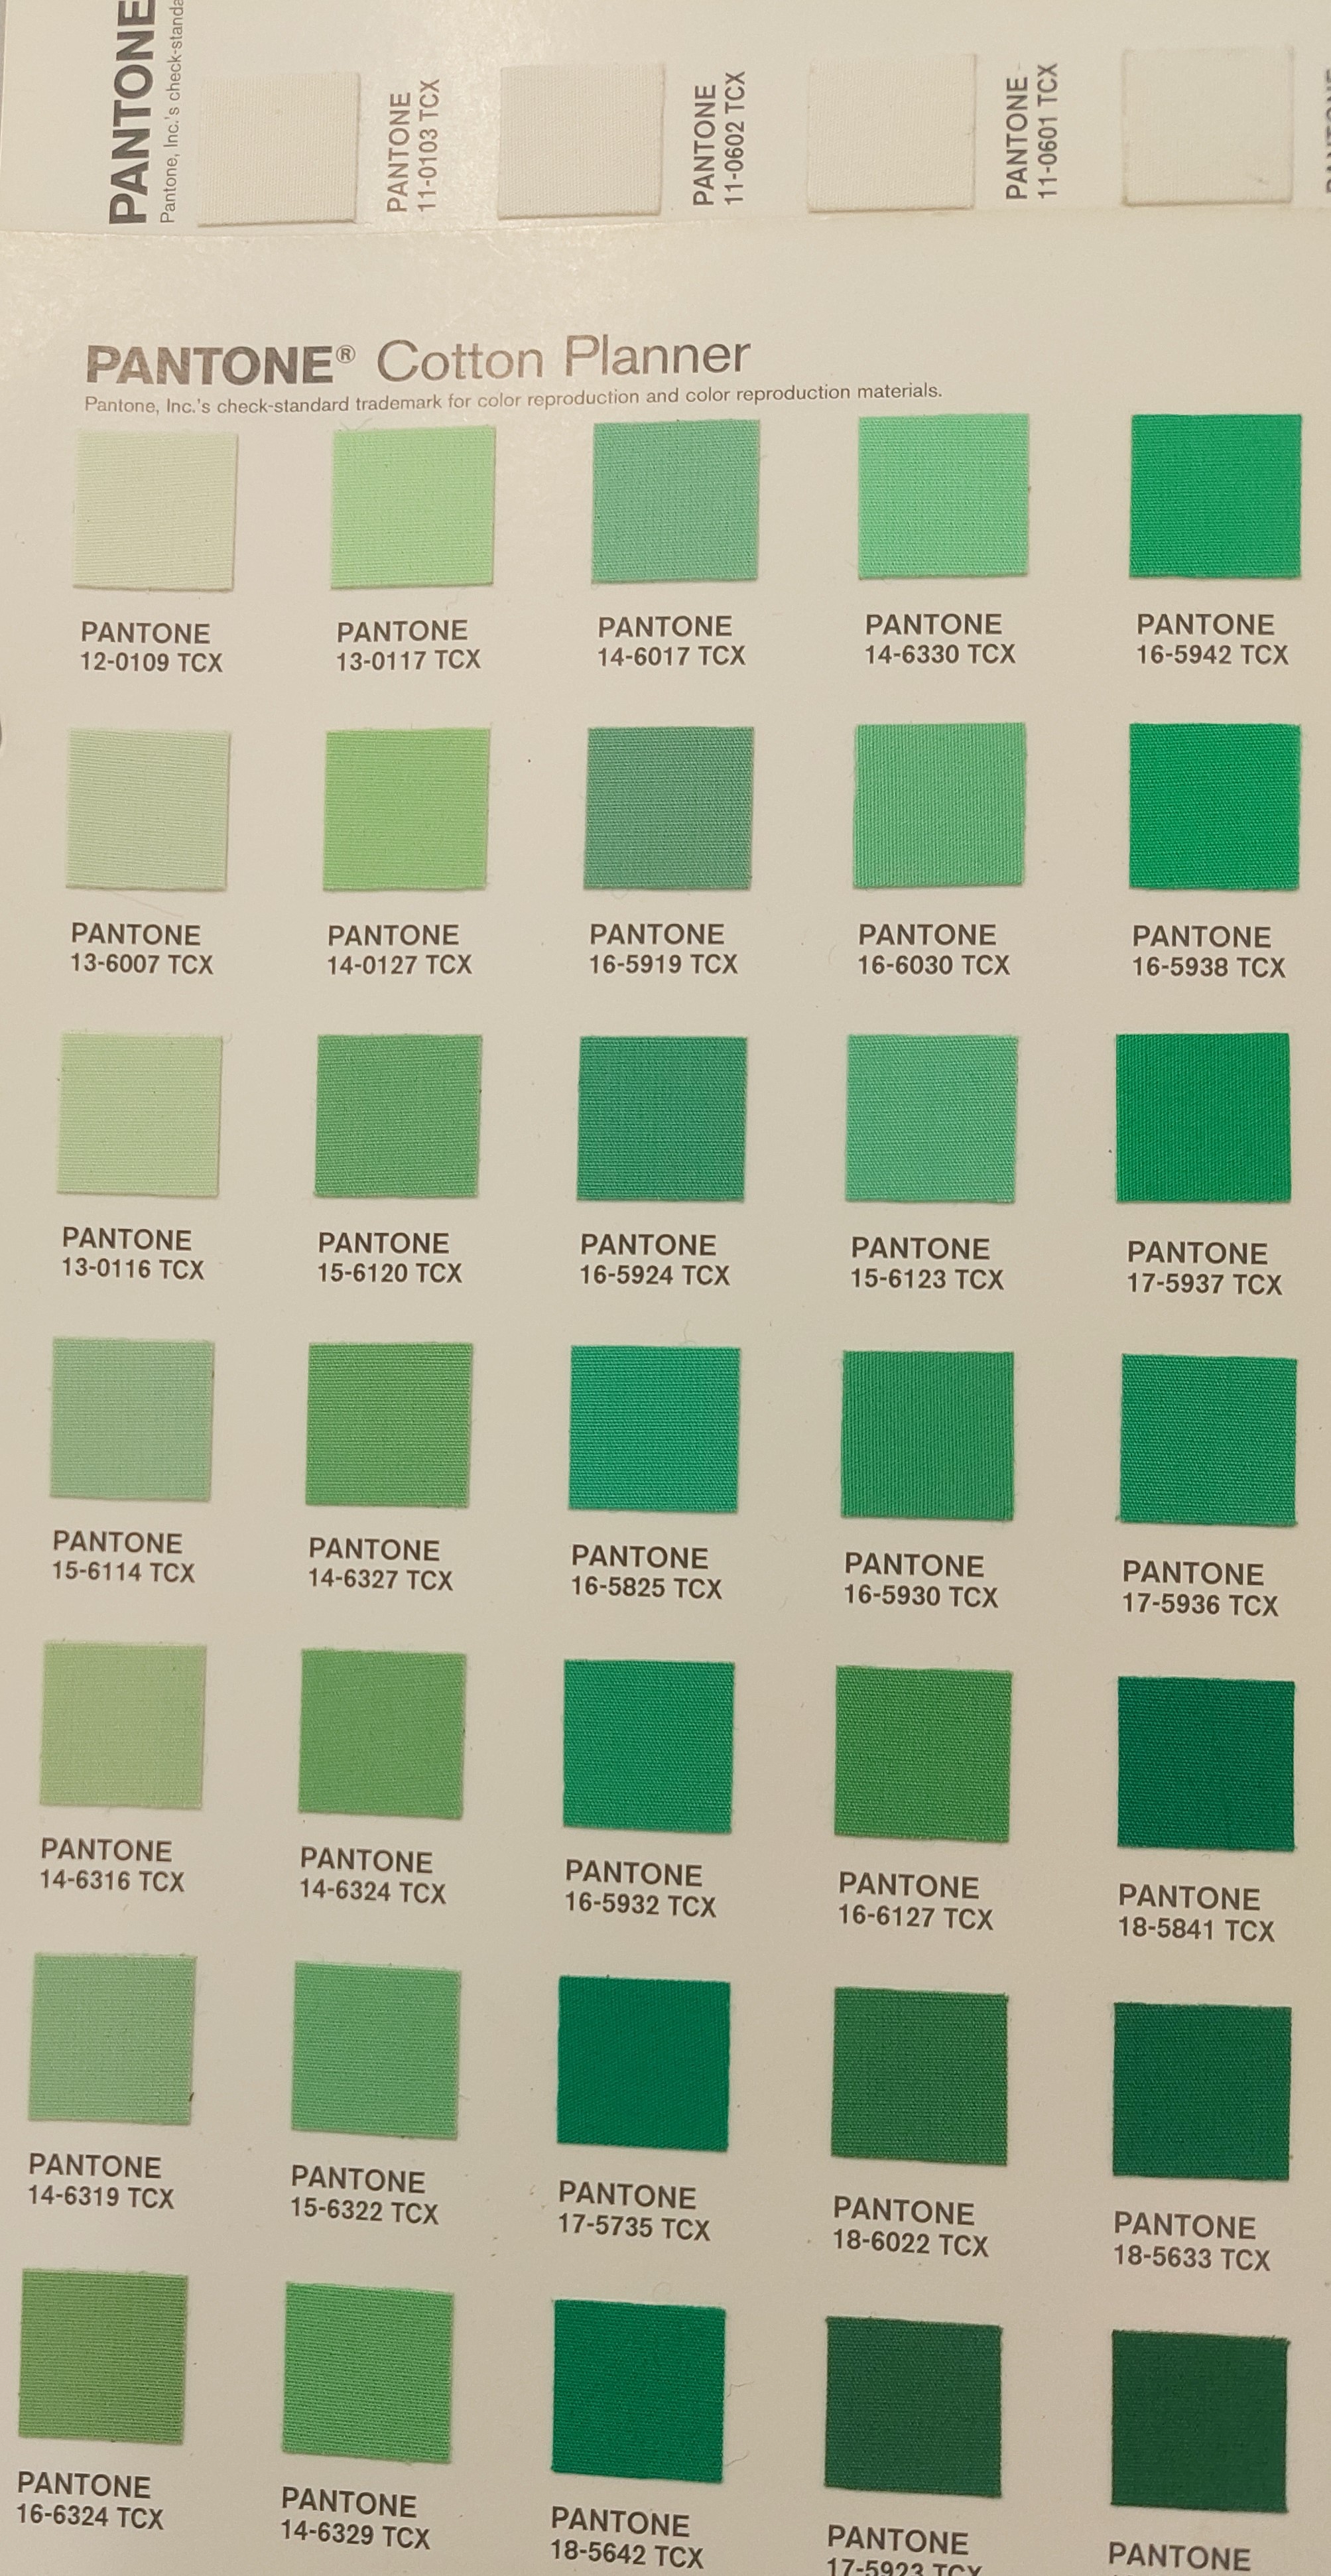 PANTONE
Pantone, Inc.'s
PANTONE
11-0103 TCX
PANTONE
11-0602 TCX
PANTONE
11-0601 TCX
PANTONE® Cotton Planner
Pantone, Inc.'s check-standard trademark for color reproduction and color reproduction materials.
PANTONE PANTONE PANTONE PANTONE PANTONE
12-0109 TCX 13-0117 TCX 14-6017 TCX 14-6330 TCX 16-5942 TCX
PANTONE PANTONE PANTONE PANTONE PANTONE
13-6007 TCX 14-0127 TCX 16-5919 TCX 16-6030 TCX 16-5938 TCX
PANTONE PANTONE PANTONE PANTONE PANTONE
13-0116 TCX 15-6120 TCX 16-5924 TCX 15-6123 TCX 17-5937 TCX
PANTONE PANTONE PANTONE PANTONE PANTONE
15-6114 TCX 14-6327 TCX 16-5825 TCX 16-5930 TCX 17-5936 TCX
PANTONE PANTONE PANTONE PANTONE PANTONE
14-6316 TCX 14-6324 TCX 16-5932 TCX 16-6127 TCX 18-5841 TCX
PANTONE PANTONE PANTONE PANTONE PANTONE
14-6319 TCX 15-6322 TCX 17-5735 TCX 18-6022 TCX 18-5633 TCX
PANTONE PANTONE PANTONE PANTONE PANTONE
16-6324 TCX 14-6329 TCX 18-5642 TCX 17-5923 TCX